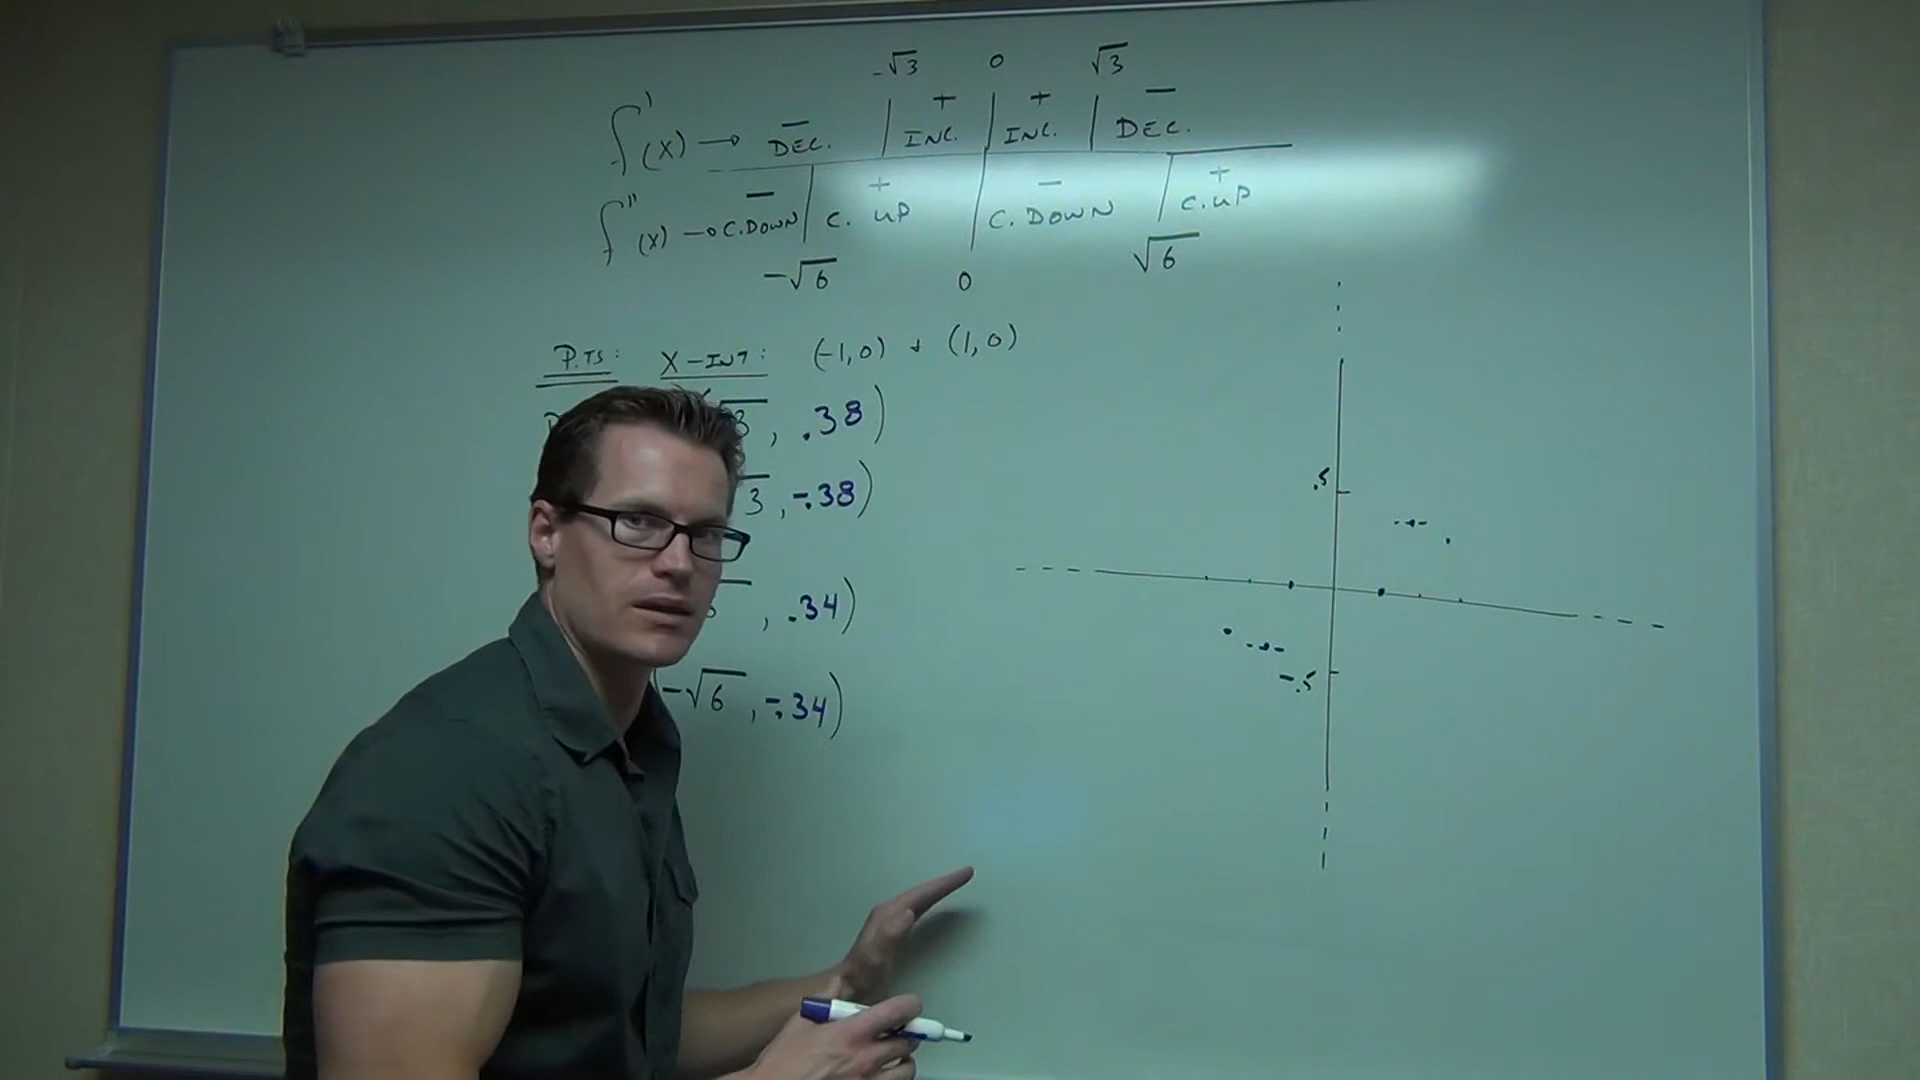 -√3 0 √3
f'(x) → − DEC. | + INC. | + INC. | − DEC.
f''(x) → − C. DOWN | + C. UP | − C. DOWN | + C. UP
-√6 0 √6
P.TS: X-INT: (-1,0) + (1,0)
3, .38)
3, -.38)
, .34)
(-√6, -.34)
.5
-.5